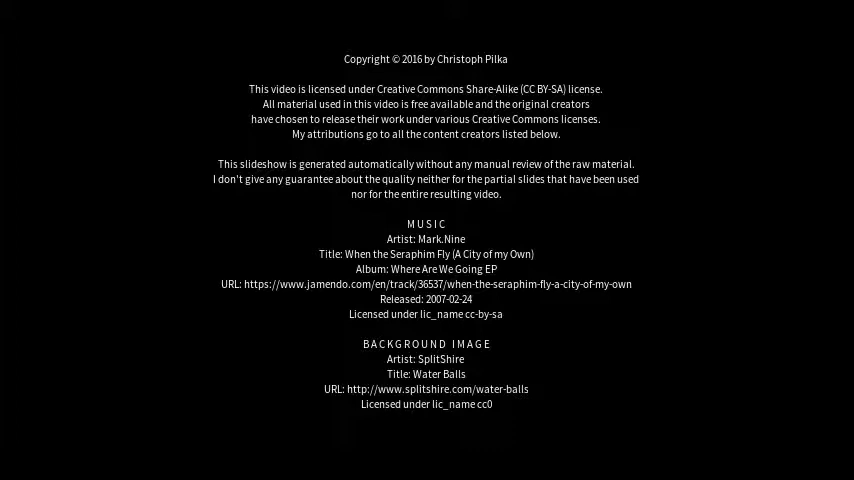 Copyright © 2016 by Christoph Pilka
This video is licensed under Creative Commons Share-Alike (CC BY-SA) license.
All material used in this video is free available and the original creators
have chosen to release their work under various Creative Commons licenses.
My attributions go to all the content creators listed below.
This slideshow is generated automatically without any manual review of the raw material.
I don't give any guarantee about the quality neither for the partial slides that have been used
nor for the entire resulting video.
MUSIC
Artist: Mark.Nine
Title: When the Seraphim Fly (A City of my Own)
Album: Where Are We Going EP
URL: https://www.jamendo.com/en/track/36537/when-the-seraphim-fly-a-city-of-my-own
Released: 2007-02-24
Licensed under lic_name cc-by-sa
BACKGROUND IMAGE
Artist: SplitShire
Title: Water Balls
URL: http://www.splitshire.com/water-balls
Licensed under lic_name cc0